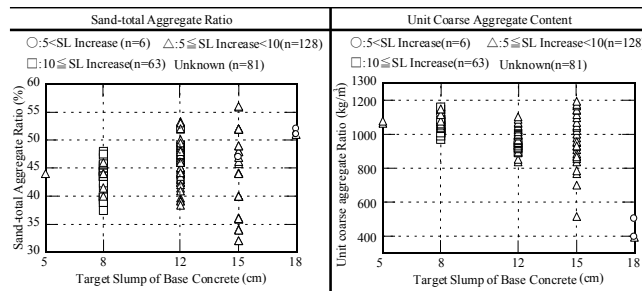 Sand-total Aggregate Ratio
○:5<SL Increase(n=6) △:5≦SL Increase<10(n=128)
□:10≦SL Increase(n=63) Unknown(n=81)
Sand-total Aggregate Ratio (%)
60
55
50
45
40
35
30
5 8 12 15 18
Target Slump of Base Concrete (cm)
Unit Coarse Aggregate Content
○:5<SL Increase(n=6) △:5≦SL Increase<10(n=128)
□:10≦SL Increase(n=63) Unknown(n=81)
Unit coarse aggregate Ratio (kg/m³)
1200
1000
800
600
400
5 8 12 15 18
Target Slump of Base Concrete (cm)